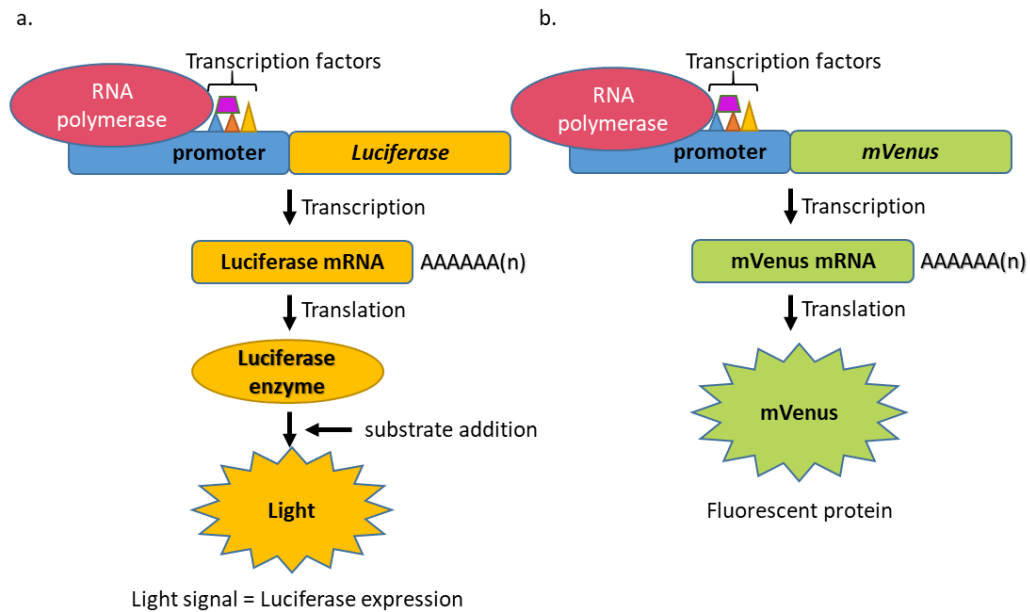 a.
Transcription factors
RNA
polymerase
promoter
Luciferase
Transcription
Luciferase mRNA
AAAAAA(n)
Translation
Luciferase
enzyme
substrate addition
Light
Light signal = Luciferase expression
b.
Transcription factors
RNA
polymerase
promoter
mVenus
Transcription
mVenus mRNA
AAAAAA(n)
Translation
mVenus
Fluorescent protein